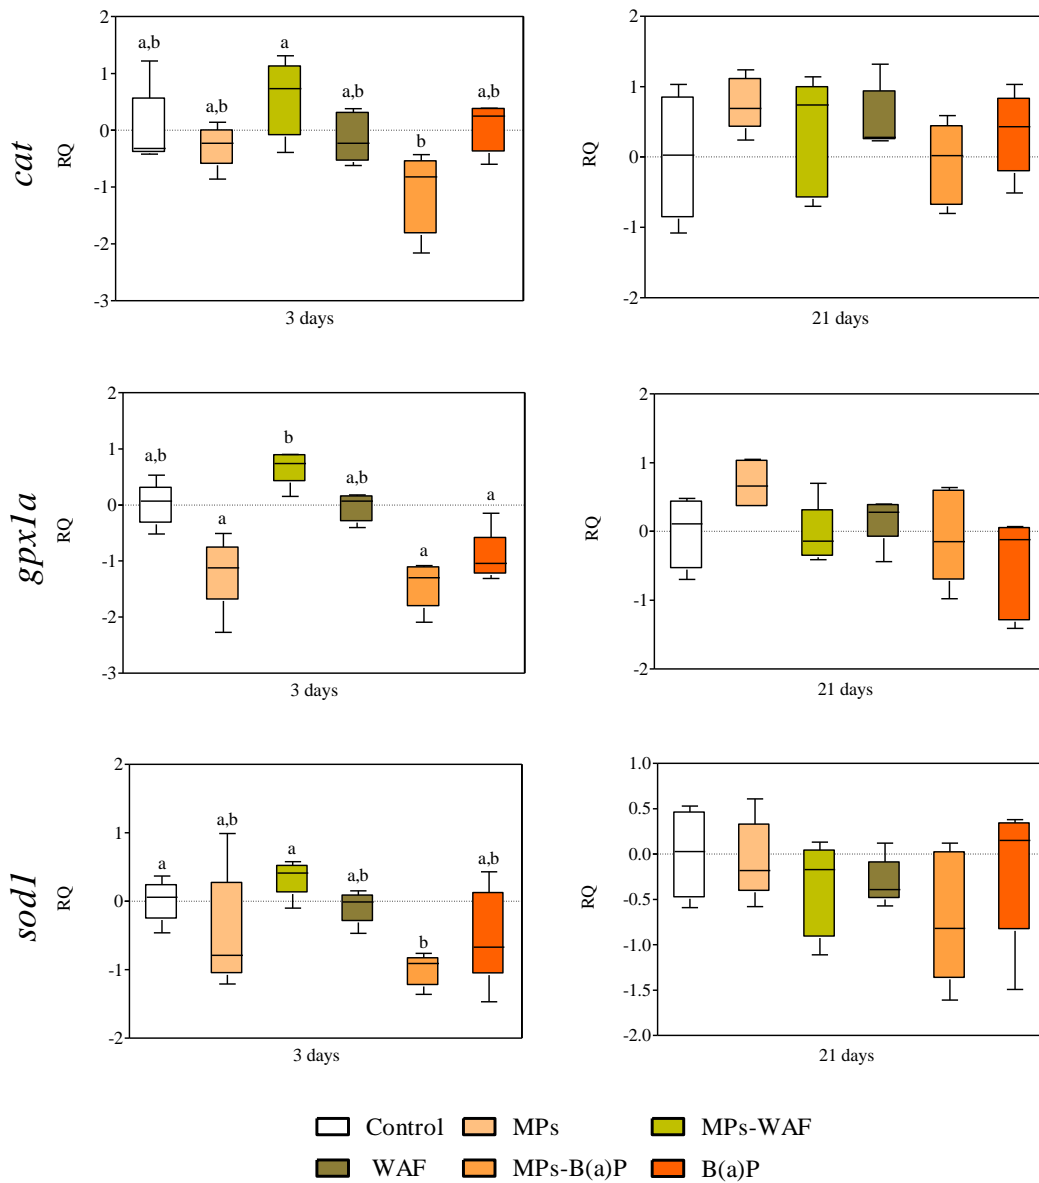 2
1
0
-1
-2
-3
RQ
cat
a,b
a,b
a
a,b
b
a,b
3 days
2
1
0
-1
-2
RQ
21 days
2
1
0
-1
-2
-3
RQ
gpx1a
a,b
a
b
a,b
a
a
3 days
2
1
0
-1
-2
RQ
21 days
2
1
0
-1
-2
RQ
sod1
a
a,b
a
a,b
b
a,b
3 days
1.0
0.5
0.0
-0.5
-1.0
-1.5
-2.0
RQ
21 days
Control MPs MPs-WAF
WAF MPs-B(a)P B(a)P